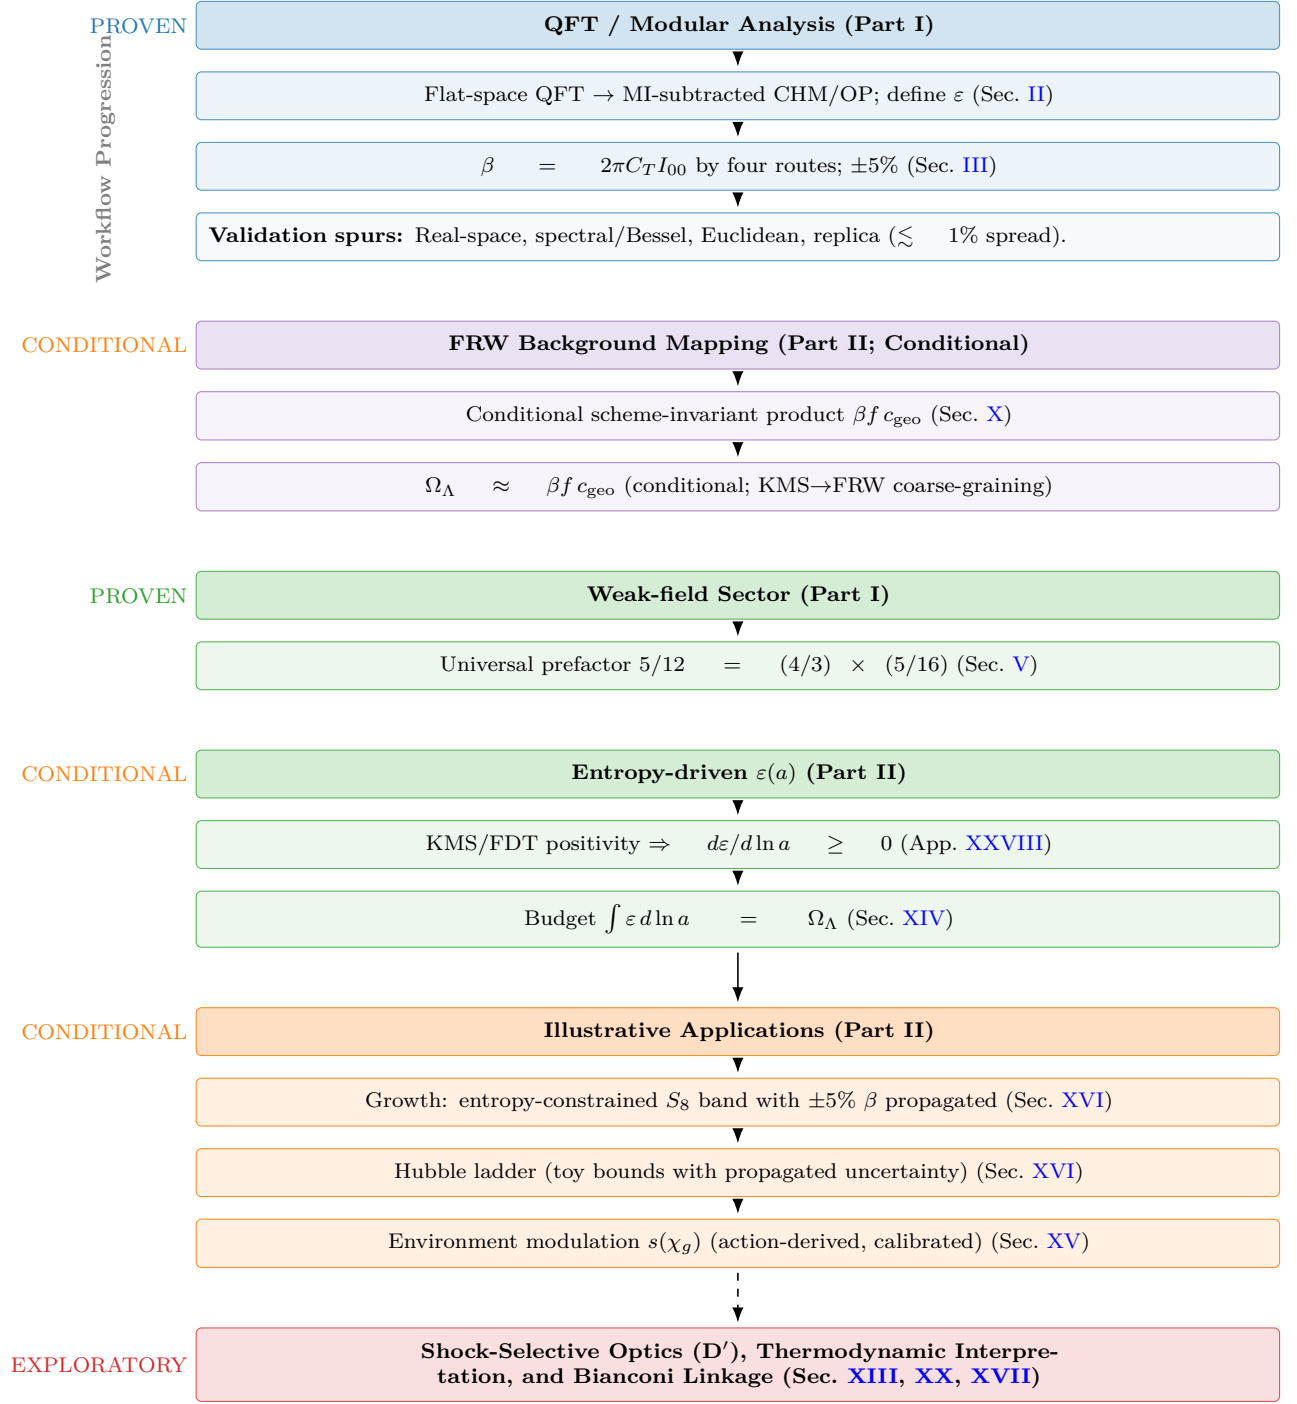 PROVEN
QFT / Modular Analysis (Part I)
Workflow Progression
Flat-space QFT → MI-subtracted CHM/OP; define ε (Sec. II)
β = 2πC_T I_00 by four routes; ±5% (Sec. III)
Validation spurs: Real-space, spectral/Bessel, Euclidean, replica (≲ 1% spread).
CONDITIONAL
FRW Background Mapping (Part II; Conditional)
Conditional scheme-invariant product βf c_geo (Sec. X)
Ω_Λ ≈ βf c_geo (conditional; KMS→FRW coarse-graining)
PROVEN
Weak-field Sector (Part I)
Universal prefactor 5/12 = (4/3) × (5/16) (Sec. V)
CONDITIONAL
Entropy-driven ε(a) (Part II)
KMS/FDT positivity ⇒ dε/d ln a ≥ 0 (App. XXVIII)
Budget ∫ ε d ln a = Ω_Λ (Sec. XIV)
CONDITIONAL
Illustrative Applications (Part II)
Growth: entropy-constrained S_8 band with ±5% β propagated (Sec. XVI)
Hubble ladder (toy bounds with propagated uncertainty) (Sec. XVI)
Environment modulation s(χ_g) (action-derived, calibrated) (Sec. XV)
EXPLORATORY
Shock-Selective Optics (D′), Thermodynamic Interpre-
tation, and Bianconi Linkage (Sec. XIII, XX, XVII)